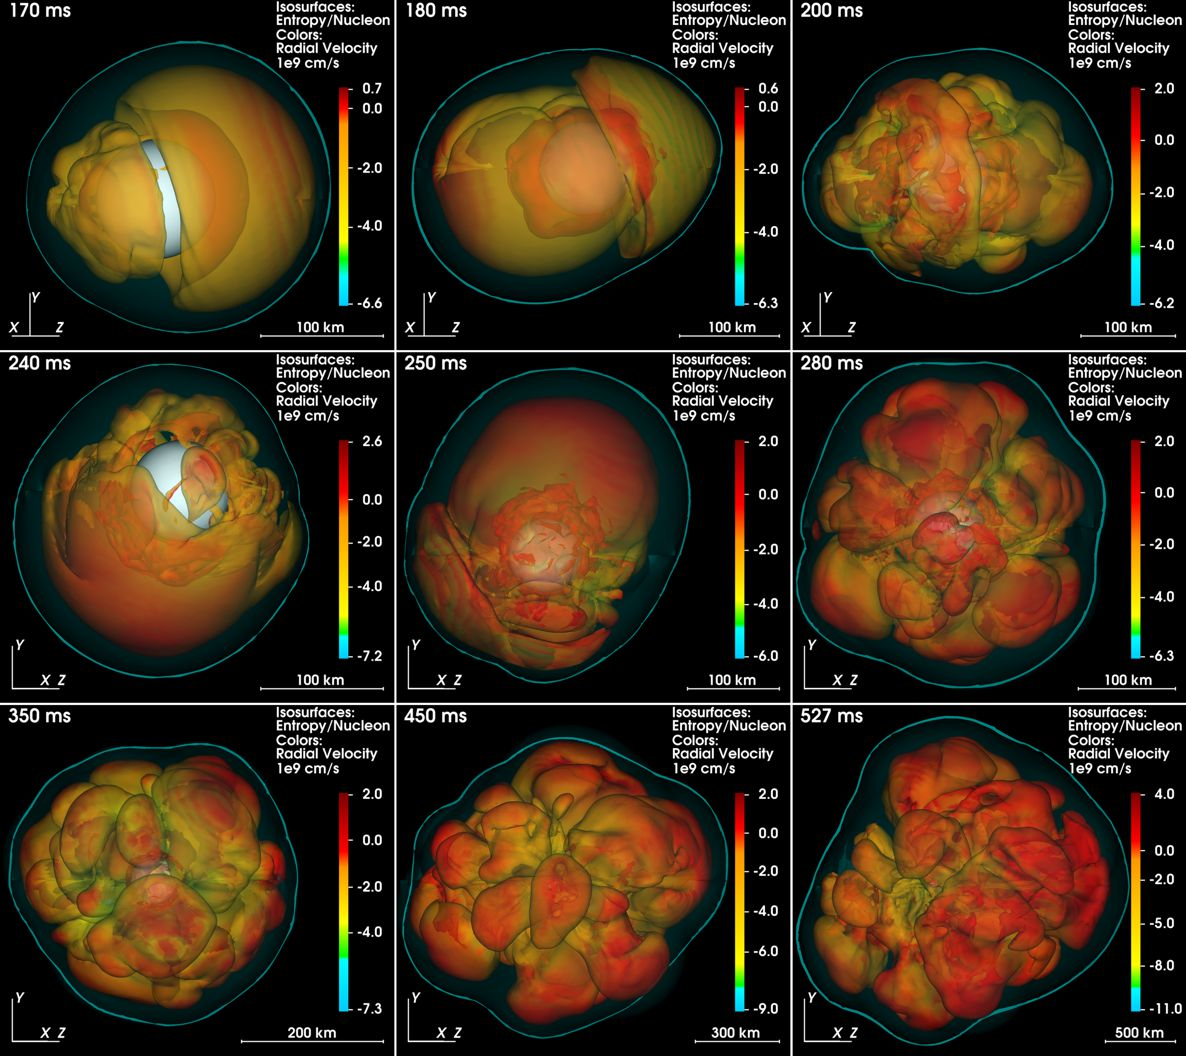 170 ms
Isosurfaces:
Entropy/Nucleon
Colors:
Radial Velocity
1e9 cm/s
0.7
0.0
-2.0
-4.0
-6.6
Y
X Z
100 km
180 ms
Isosurfaces:
Entropy/Nucleon
Colors:
Radial Velocity
1e9 cm/s
0.6
0.0
-2.0
-4.0
-6.3
Y
X Z
100 km
200 ms
Isosurfaces:
Entropy/Nucleon
Colors:
Radial Velocity
1e9 cm/s
2.0
0.0
-2.0
-4.0
-6.2
Y
X Z
100 km
240 ms
Isosurfaces:
Entropy/Nucleon
Colors:
Radial Velocity
1e9 cm/s
2.6
0.0
-2.0
-4.0
-7.2
Y
X Z
100 km
250 ms
Isosurfaces:
Entropy/Nucleon
Colors:
Radial Velocity
1e9 cm/s
2.0
0.0
-2.0
-4.0
-6.0
Y
X Z
100 km
280 ms
Isosurfaces:
Entropy/Nucleon
Colors:
Radial Velocity
1e9 cm/s
2.0
0.0
-2.0
-4.0
-6.3
Y
X Z
100 km
350 ms
Isosurfaces:
Entropy/Nucleon
Colors:
Radial Velocity
1e9 cm/s
2.0
0.0
-2.0
-4.0
-7.3
Y
X Z
200 km
450 ms
Isosurfaces:
Entropy/Nucleon
Colors:
Radial Velocity
1e9 cm/s
2.0
0.0
-2.0
-4.0
-6.0
-9.0
Y
X Z
300 km
527 ms
Isosurfaces:
Entropy/Nucleon
Colors:
Radial Velocity
1e9 cm/s
4.0
0.0
-2.0
-5.0
-8.0
-11.0
Y
X Z
500 km